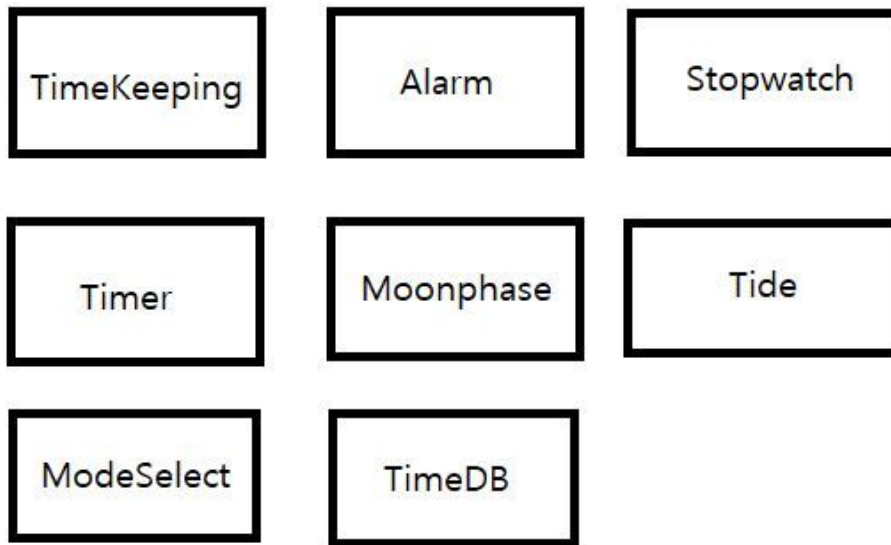 TimeKeeping
Alarm
Stopwatch
Timer
Moonphase
Tide
ModeSelect
TimeDB